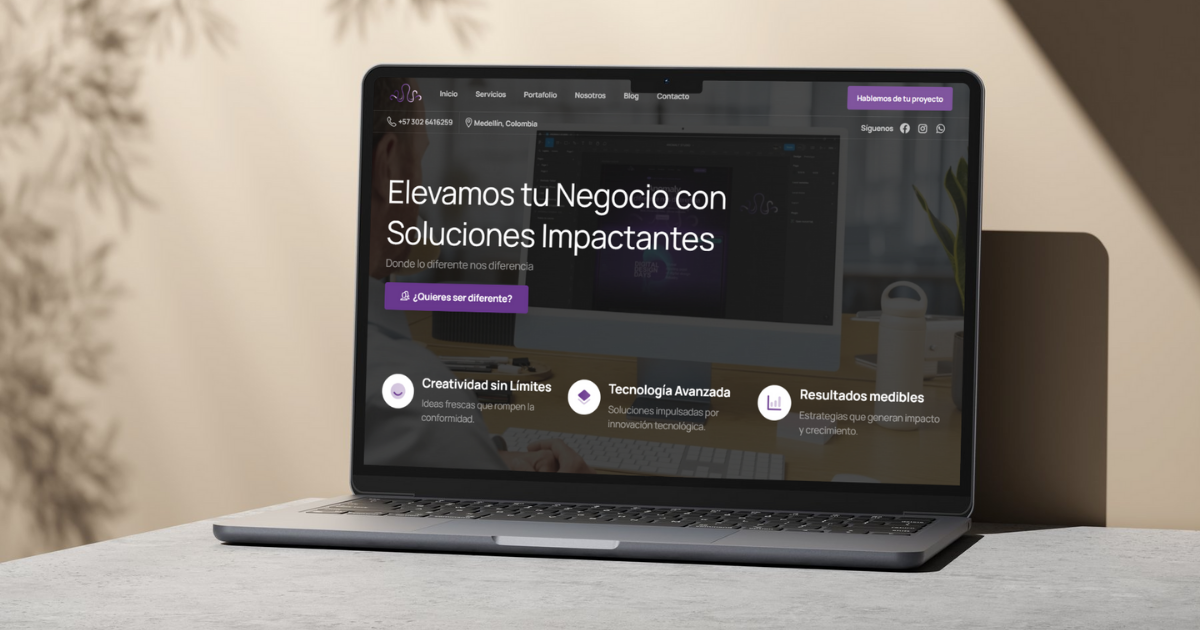 Inicio
Servicios
Portafolio
Nosotros
Blog
Contacto
Hablemos de tu proyecto
+57 302 6416259
Medellín, Colombia
Síguenos
Elevamos tu Negocio con
Soluciones Impactantes
Donde lo diferente nos diferencia
¿Quieres ser diferente?
Creatividad sin Límites
Ideas frescas que rompen la
conformidad.
Tecnología Avanzada
Soluciones impulsadas por
innovación tecnológica.
Resultados medibles
Estrategias que generan impacto
y crecimiento.